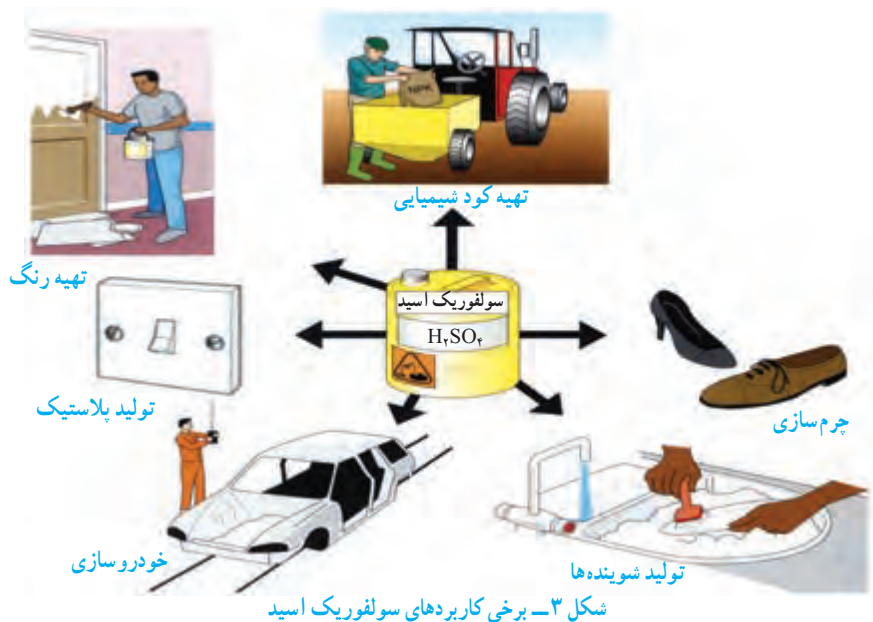 NPK
تهیه کود شیمیایی
تهیه رنگ
سولفوریک اسید
H₂SO₄
تولید پلاستیک
چرم‌سازی
خودروسازی
تولید شوینده‌ها
شکل ۳ــ برخی کاربردهای سولفوریک اسید